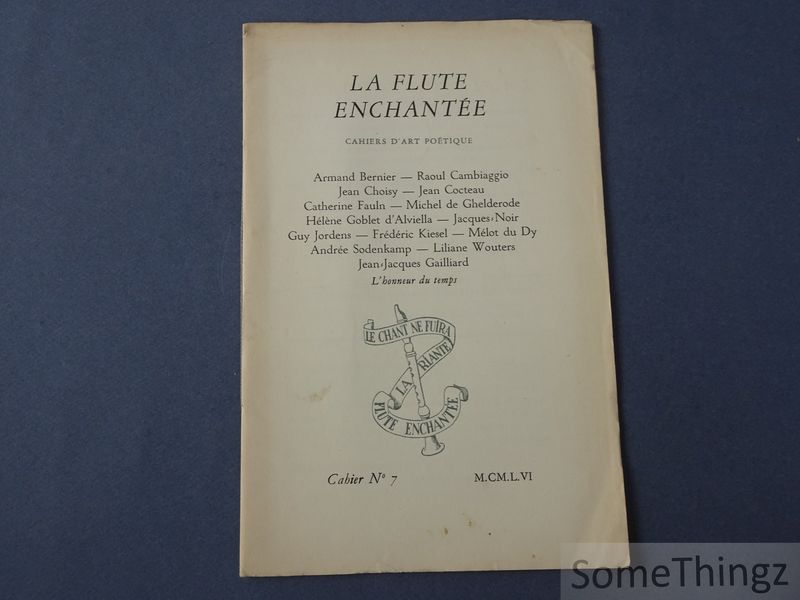 LA FLUTE
ENCHANTÉE
CAHIERS D'ART POÉTIQUE
Armand Bernier — Raoul Cambiaggio
Jean Choisy — Jean Cocteau
Catherine Fauln — Michel de Ghelderode
Hélène Goblet d'Alviella — Jacques-Noir
Guy Jordens — Frédéric Kiesel — Mélot du Dy
Andrée Sodenkamp — Liliane Wouters
Jean-Jacques Gailliard
L'honneur du temps
LE CHANT NE FUIRA
LA RIANTE
FLUTE ENCHANTÉE
Cahier Nº 7 M.CM.L.VI
SomeThingz